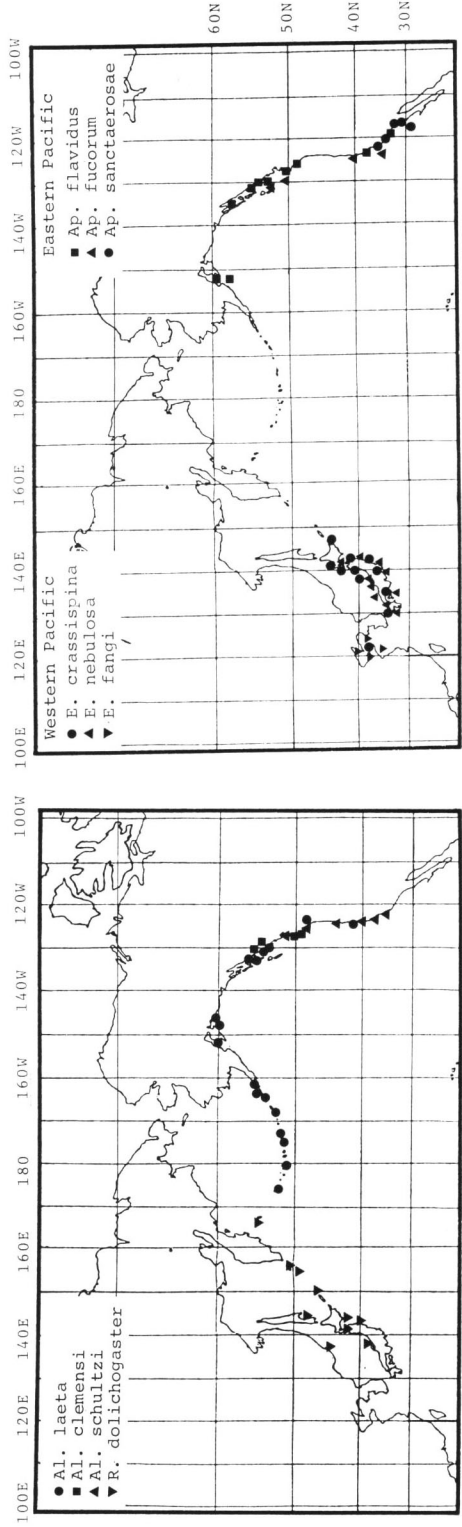 100E 120E 140E 160E 180 160W 140W 120W 100W
● Al. laeta
■ Al. clemensi
▲ Al. schultzi
▼ R. dolichogaster
100E 120E 140E 160E 180 160W 140W 120W 100W
Western Pacific
● E. crassispina
▲ E. nebulosa
▼ E. fangi
Eastern Pacific
■ Ap. flavidus
▲ Ap. fucorum
● Ap. sanctaerosae
60N
50N
40N
30N